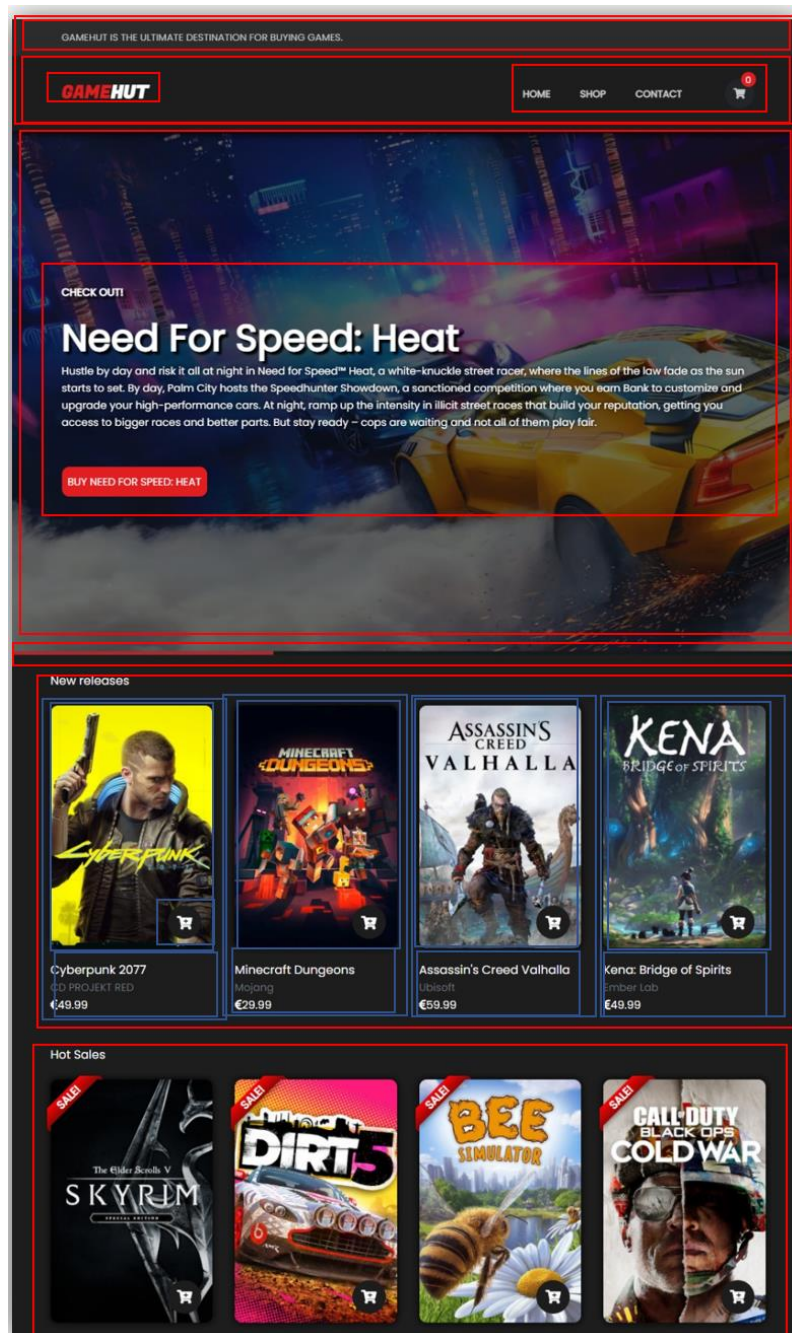 GAMEHUT IS THE ULTIMATE DESTINATION FOR BUYING GAMES.
GAMEHUT
HOME SHOP CONTACT 0
CHECK OUT!
Need For Speed: Heat
Hustle by day and risk it all at night in Need for Speed™ Heat, a white-knuckle street racer, where the lines of the law fade as the sun
starts to set. By day, Palm City hosts the Speedhunter Showdown, a sanctioned competition where you earn Bank to customize and
upgrade your high-performance cars. At night, ramp up the intensity in illicit street races that build your reputation, getting you
access to bigger races and better parts. But stay ready – cops are waiting and not all of them play fair.
BUY NEED FOR SPEED: HEAT
New releases
CYBERPUNK
MINECRAFT
DUNGEONS
ASSASSIN'S
CREED
VALHALLA
KENA
BRIDGE OF SPIRITS
Cyberpunk 2077
CD PROJEKT RED
€49.99
Minecraft Dungeons
Mojang
€29.99
Assassin's Creed Valhalla
Ubisoft
€59.99
Kena: Bridge of Spirits
Ember Lab
€49.99
Hot Sales
SALE!
The Elder Scrolls V
SKYRIM
SPECIAL EDITION
SALE!
DIRT 5
SALE!
BEE
SIMULATOR
SALE!
CALL OF DUTY
BLACK OPS
COLD WAR